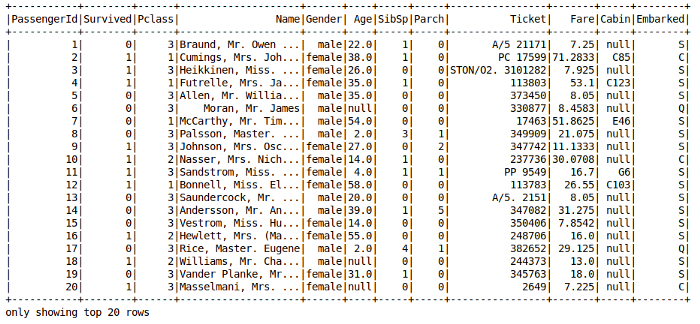 +-----------+--------+------+--------------------+------+----+-----+-----+----------------+-------+-----+--------+
|PassengerId|Survived|Pclass|                Name|Gender| Age|SibSp|Parch|          Ticket|   Fare|Cabin|Embarked|
+-----------+--------+------+--------------------+------+----+-----+-----+----------------+-------+-----+--------+
|          1|       0|     3|Braund, Mr. Owen ...|  male|22.0|    1|    0|       A/5 21171|   7.25| null|       S|
|          2|       1|     1|Cumings, Mrs. Joh...|female|38.0|    1|    0|        PC 17599|71.2833|  C85|       C|
|          3|       1|     3|Heikkinen, Miss. ...|female|26.0|    0|    0|STON/O2. 3101282|  7.925| null|       S|
|          4|       1|     1|Futrelle, Mrs. Ja...|female|35.0|    1|    0|          113803|   53.1| C123|       S|
|          5|       0|     3|Allen, Mr. Willia...|  male|35.0|    0|    0|          373450|   8.05| null|       S|
|          6|       0|     3|    Moran, Mr. James|  male|null|    0|    0|          330877| 8.4583| null|       Q|
|          7|       0|     1|McCarthy, Mr. Tim...|  male|54.0|    0|    0|           17463|51.8625|  E46|       S|
|          8|       0|     3|Palsson, Master. ...|  male| 2.0|    3|    1|          349909| 21.075| null|       S|
|          9|       1|     3|Johnson, Mrs. Osc...|female|27.0|    0|    2|          347742|11.1333| null|       S|
|         10|       1|     2|Nasser, Mrs. Nich...|female|14.0|    1|    0|          237736|30.0708| null|       C|
|         11|       1|     3|Sandstrom, Miss. ...|female| 4.0|    1|    1|         PP 9549|   16.7|   G6|       S|
|         12|       1|     1|Bonnell, Miss. El...|female|58.0|    0|    0|          113783|  26.55| C103|       S|
|         13|       0|     3|Saundercock, Mr. ...|  male|20.0|    0|    0|       A/5. 2151|   8.05| null|       S|
|         14|       0|     3|Andersson, Mr. An...|  male|39.0|    1|    5|          347082| 31.275| null|       S|
|         15|       0|     3|Vestrom, Miss. Hu...|female|14.0|    0|    0|          350406| 7.8542| null|       S|
|         16|       1|     2|Hewlett, Mrs. (Ma...|female|55.0|    0|    0|          248706|   16.0| null|       S|
|         17|       0|     3|Rice, Master. Eugene|  male| 2.0|    4|    1|          382652| 29.125| null|       Q|
|         18|       1|     2|Williams, Mr. Cha...|  male|null|    0|    0|          244373|   13.0| null|       S|
|         19|       0|     3|Vander Planke, Mr...|female|31.0|    1|    0|          345763|   18.0| null|       S|
|         20|       1|     3|Masselmani, Mrs. ...|female|null|    0|    0|            2649|  7.225| null|       C|
+-----------+--------+------+--------------------+------+----+-----+-----+----------------+-------+-----+--------+
only showing top 20 rows